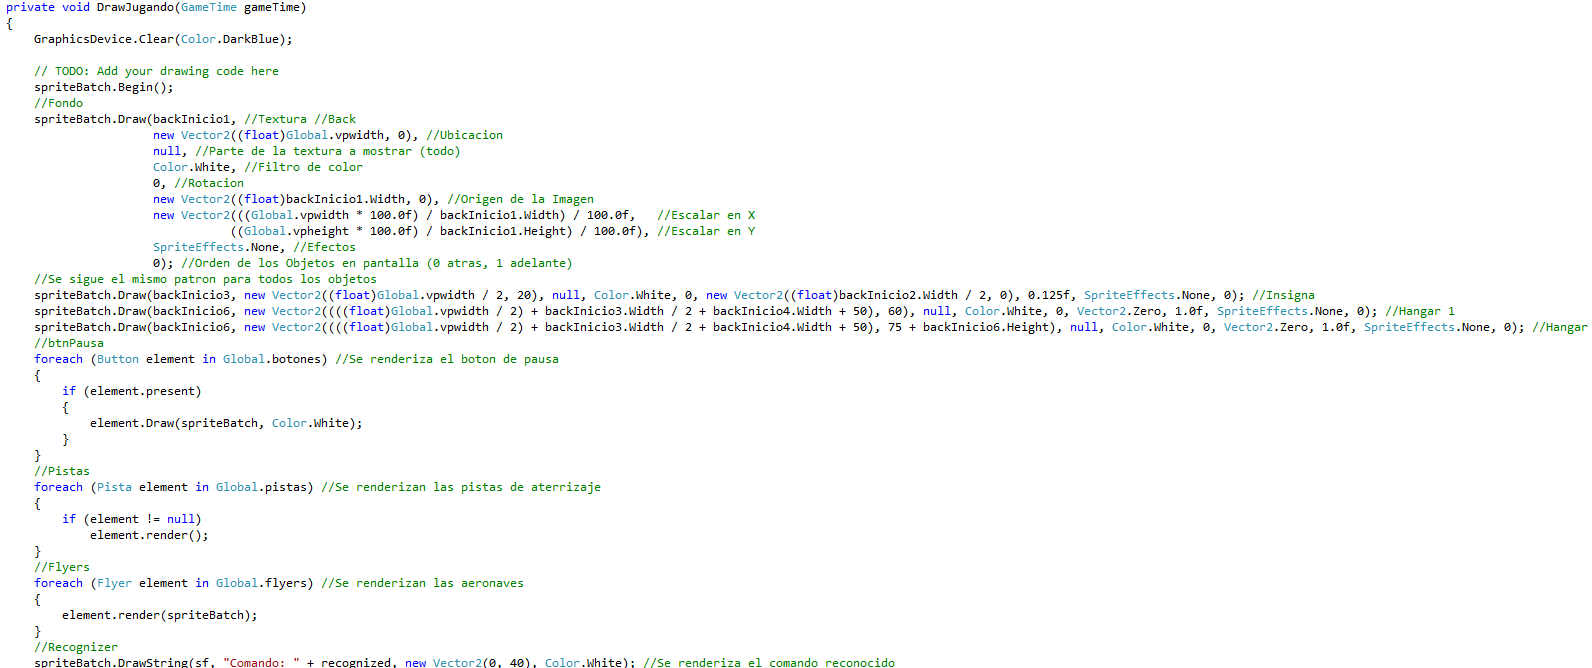 private void DrawJugando(GameTime gameTime)
{
    GraphicsDevice.Clear(Color.DarkBlue);

    // TODO: Add your drawing code here
    spriteBatch.Begin();
    //Fondo
    spriteBatch.Draw(backInicio1, //Textura //Back
                     new Vector2((float)Global.vpwidth, 0), //Ubicacion
                     null, //Parte de la textura a mostrar (todo)
                     Color.White, //Filtro de color
                     0, //Rotacion
                     new Vector2((float)backInicio1.Width, 0), //Origen de la Imagen
                     new Vector2(((Global.vpwidth * 100.0f) / backInicio1.Width) / 100.0f,   //Escalar en X
                                ((Global.vpheight * 100.0f) / backInicio1.Height) / 100.0f), //Escalar en Y
                     SpriteEffects.None, //Efectos
                     0); //Orden de los Objetos en pantalla (0 atras, 1 adelante)
    //Se sigue el mismo patron para todos los objetos
    spriteBatch.Draw(backInicio3, new Vector2((float)Global.vpwidth / 2, 20), null, Color.White, 0, new Vector2((float)backInicio2.Width / 2, 0), 0.125f, SpriteEffects.None, 0); //Insigna
    spriteBatch.Draw(backInicio6, new Vector2((((float)Global.vpwidth / 2) + backInicio3.Width / 2 + backInicio4.Width + 50), 60), null, Color.White, 0, Vector2.Zero, 1.0f, SpriteEffects.None, 0); //Hangar 1
    spriteBatch.Draw(backInicio6, new Vector2((((float)Global.vpwidth / 2) + backInicio3.Width / 2 + backInicio4.Width + 50), 75 + backInicio6.Height), null, Color.White, 0, Vector2.Zero, 1.0f, SpriteEffects.None, 0); //Hangar
    //btnPausa
    foreach (Button element in Global.botones) //Se renderiza el boton de pausa
    {
        if (element.present)
        {
            element.Draw(spriteBatch, Color.White);
        }
    }
    //Pistas
    foreach (Pista element in Global.pistas) //Se renderizan las pistas de aterrizaje
    {
        if (element != null)
            element.render();
    }
    //Flyers
    foreach (Flyer element in Global.flyers) //Se renderizan las aeronaves
    {
        element.render(spriteBatch);
    }
    //Recognizer
    spriteBatch.DrawString(sf, "Comando: " + recognized, new Vector2(0, 40), Color.White); //Se renderiza el comando reconocido